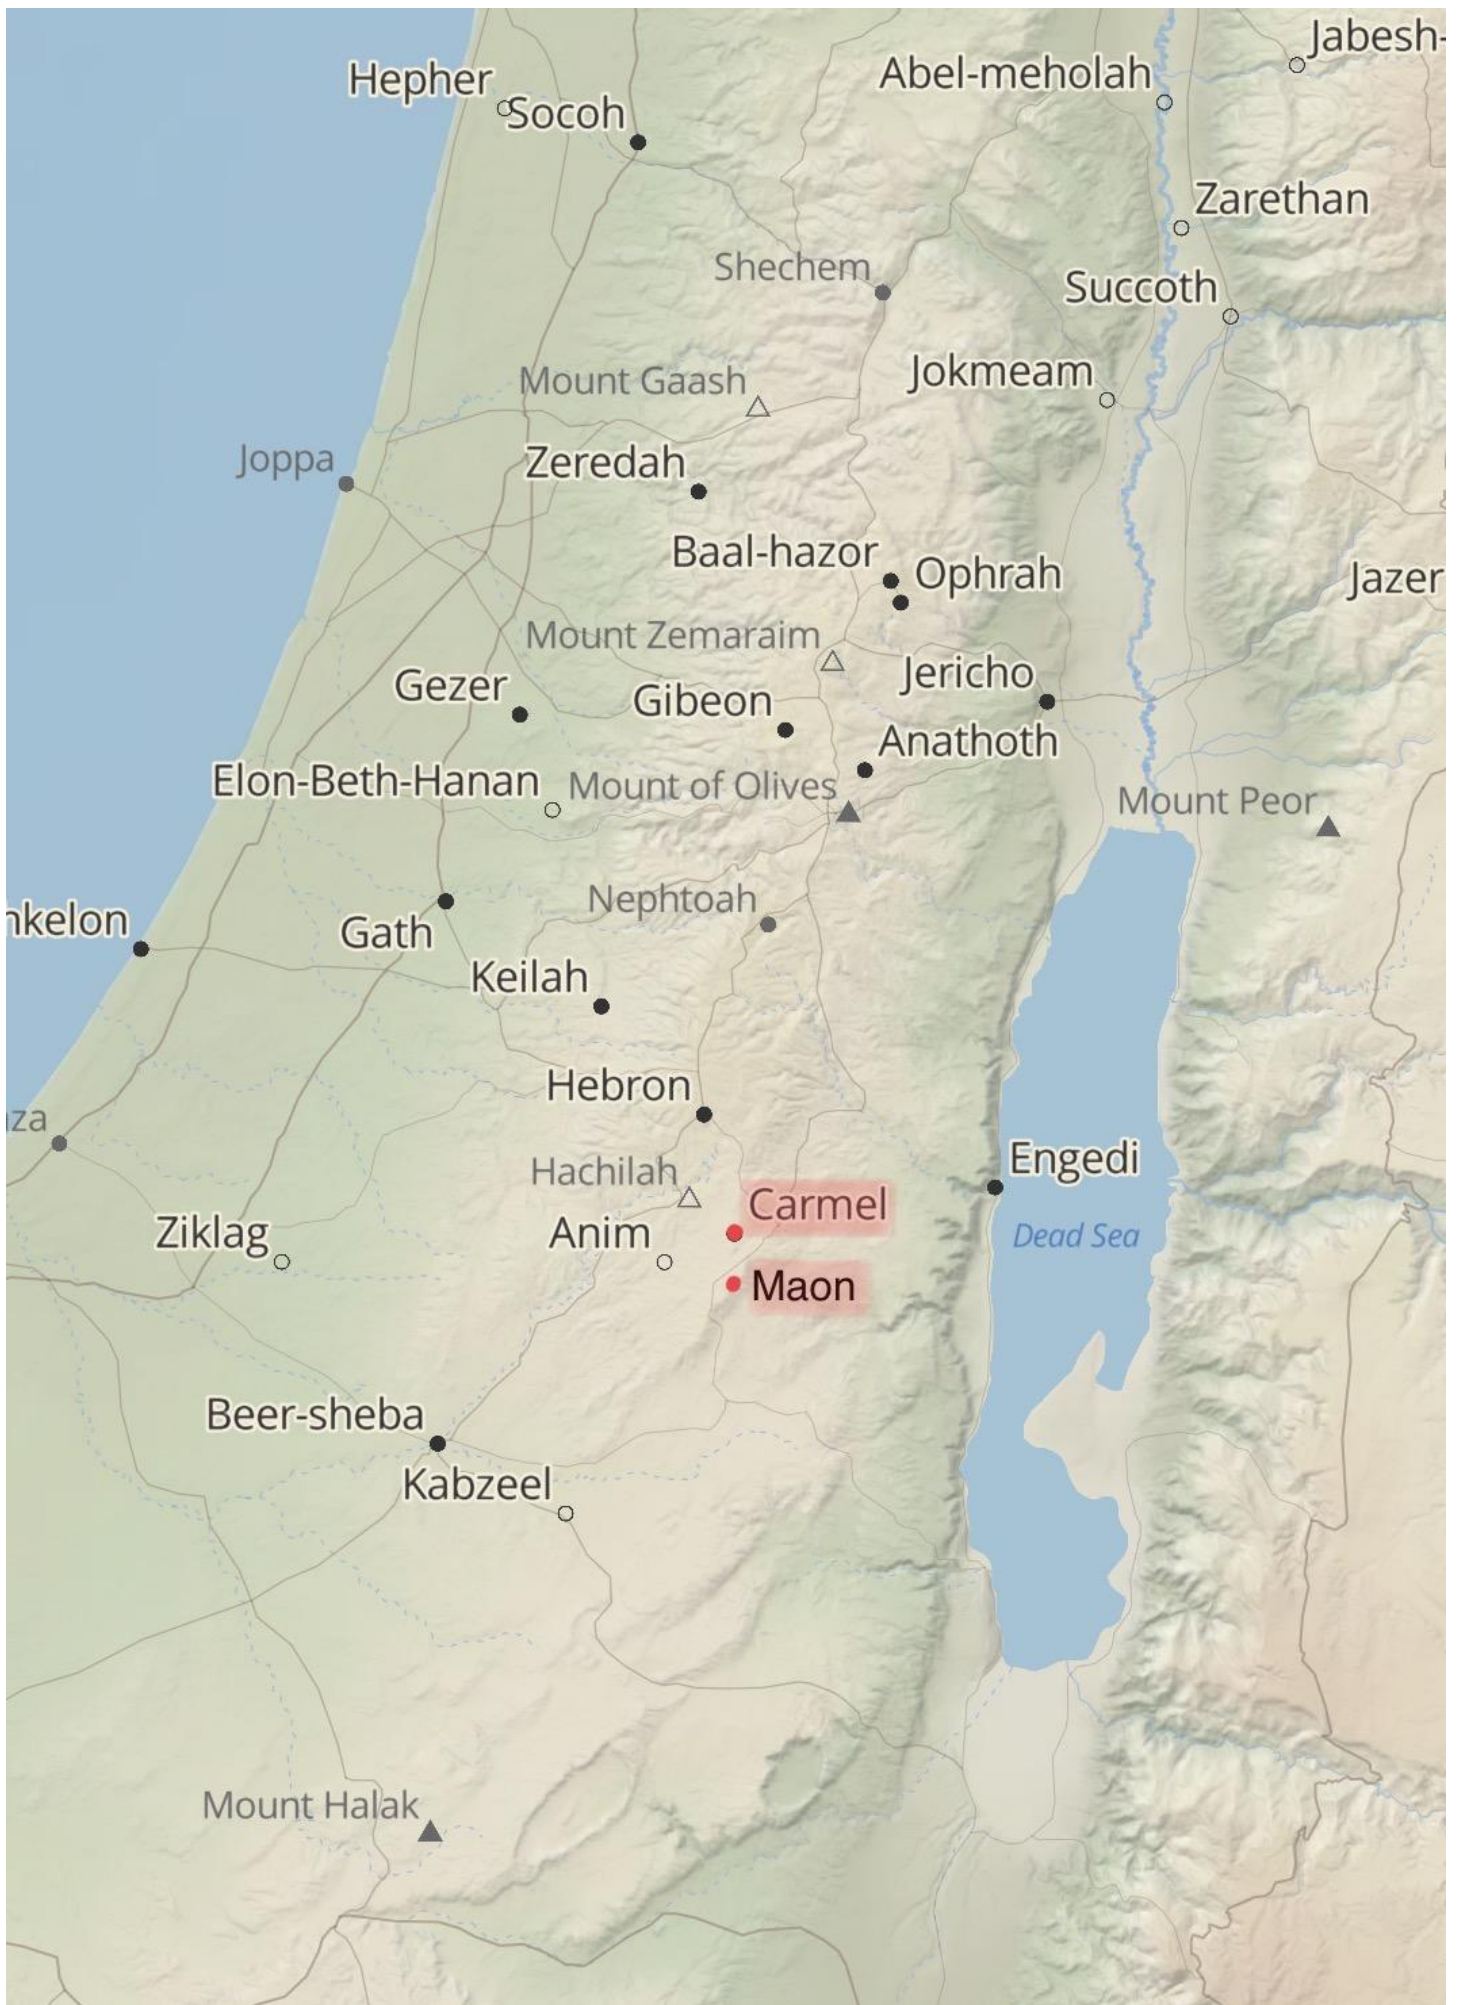 Jabesh-
Hepher
Abel-meholah
Socoh
Zarethan
Shechem
Succoth
Jokmeam
Mount Gaash
Joppa
Zeredah
Baal-hazor
Ophrah
Jazer
Mount Zemaraim
Jericho
Gezer
Gibeon
Anathoth
Elon-Beth-Hanan
Mount of Olives
Mount Peor
Nephtoah
nkelon
Gath
Keilah
Hebron
za
Engedi
Hachilah
Carmel
Ziklag
Anim
Dead Sea
Maon
Beer-sheba
Kabzeel
Mount Halak